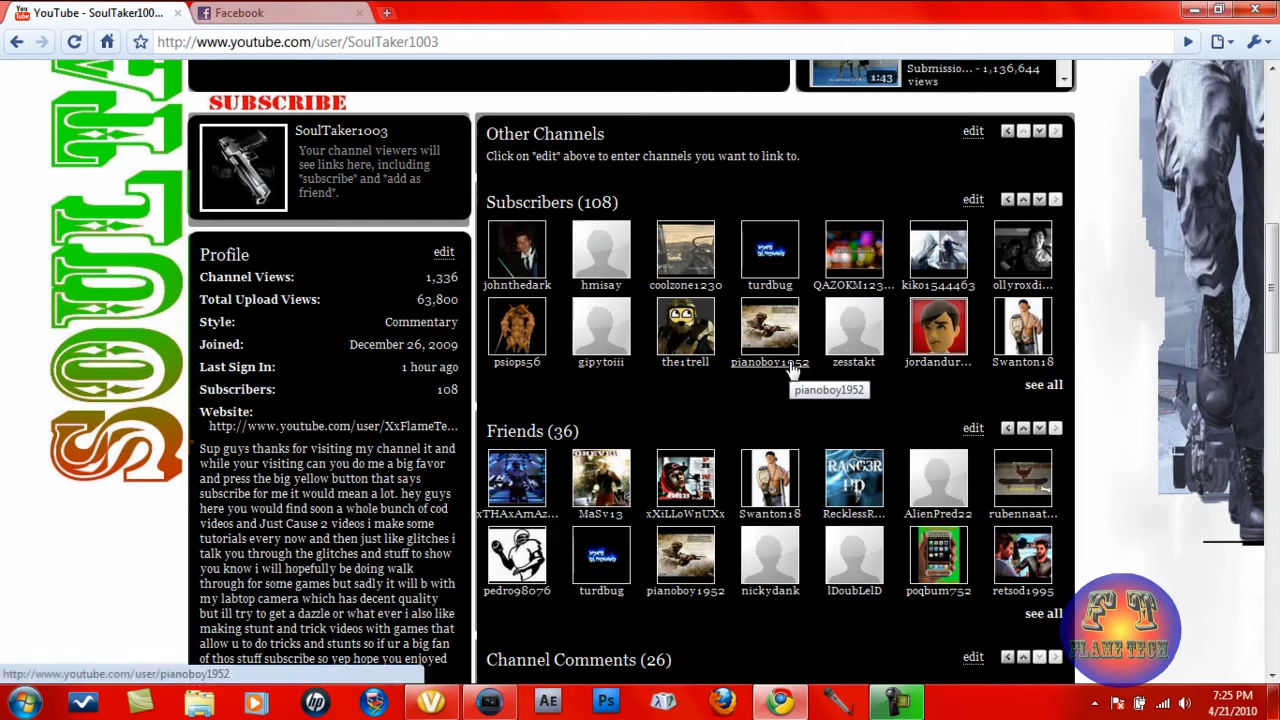 YouTube - SoulTaker100...
Facebook
http://www.youtube.com/user/SoulTaker1003
1:43
Submissio... - 1,136,644
views
SUBSCRIBE
SoulTaker1003
Your channel viewers will
see links here, including
"subscribe" and "add as
friend".
Other Channels
edit
Click on "edit" above to enter channels you want to link to.
Subscribers (108)
edit
johnthedark
hmisay
coolzone1230
turdbug
QAZOKM123...
kiko1544463
ollyroxdi...
psiops56
gipytoiii
the1trell
pianoboy1952
zesstakt
jordandur...
Swanton18
pianoboy1952
see all
Profile
edit
Channel Views: 1,336
Total Upload Views: 63,800
Style: Commentary
Joined: December 26, 2009
Last Sign In: 1 hour ago
Subscribers: 108
Website:
http://www.youtube.com/user/XxFlameTe...
Sup guys thanks for visiting my channel it and
while your visiting can you do me a big favor
and press the big yellow button that says
subscribe for me it would mean a lot. hey guys
here you would find soon a whole bunch of cod
videos and Just Cause 2 videos i make some
tutorials every now and then just like glitches i
talk you through the glitches and stuff to show
you know i will hopefully be doing walk
through for some games but sadly it will b with
my labtop camera which has decent quality
but ill try to get a dazzle or what ever i also like
making stunt and trick videos with games that
allow u to do tricks and stunts so if ur a big fan
of thos stuff subscribe so yep hope you enjoyed
Friends (36)
edit
xTHAxAmAz...
MaSv13
xXiLLoWnUXx
Swanton18
RecklessR...
AlienPred22
rubennaat...
pedro98076
turdbug
pianoboy1952
nickydank
lDoubLelD
poqbum752
retsod1995
see all
Channel Comments (26)
edit
FT
FLAME TECH
http://www.youtube.com/user/pianoboy1952
7:25 PM
4/21/2010